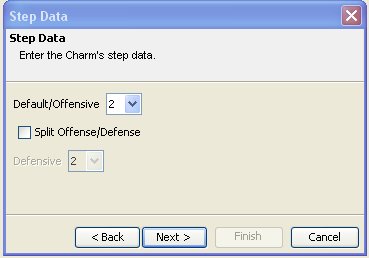 Step Data
Step Data
Enter the Charm's step data.
Default/Offensive 2
Split Offense/Defense
Defensive 2
< Back Next > Finish Cancel